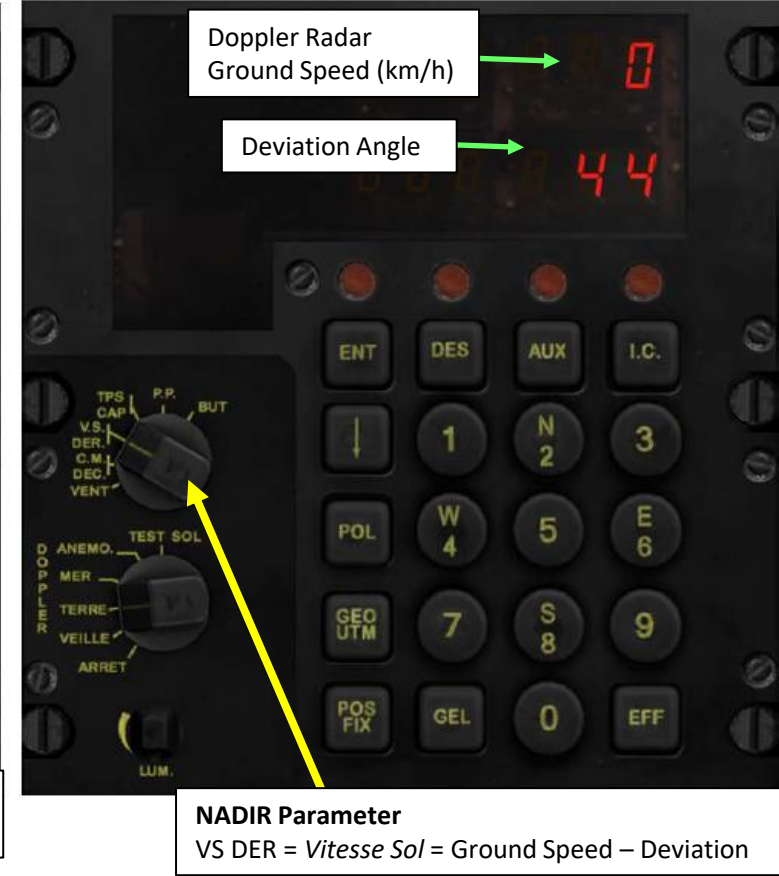 Doppler Radar
Ground Speed (km/h)
0
Deviation Angle
44
ENT DES AUX I.C.
TPS
CAP
P.P.
BUT
V.S.
DER.
C.M.
DEC.
VENT
↓ 1 N 2 3
POL W 4 5 E 6
TEST SOL
ANEMO.
MER
TERRE
VEILLE
ARRET
DOPPLER
GEO
UTM
7 S 8 9
POS
FIX
GEL 0 EFF
LUM.
NADIR Parameter
VS DER = Vitesse Sol = Ground Speed – Deviation